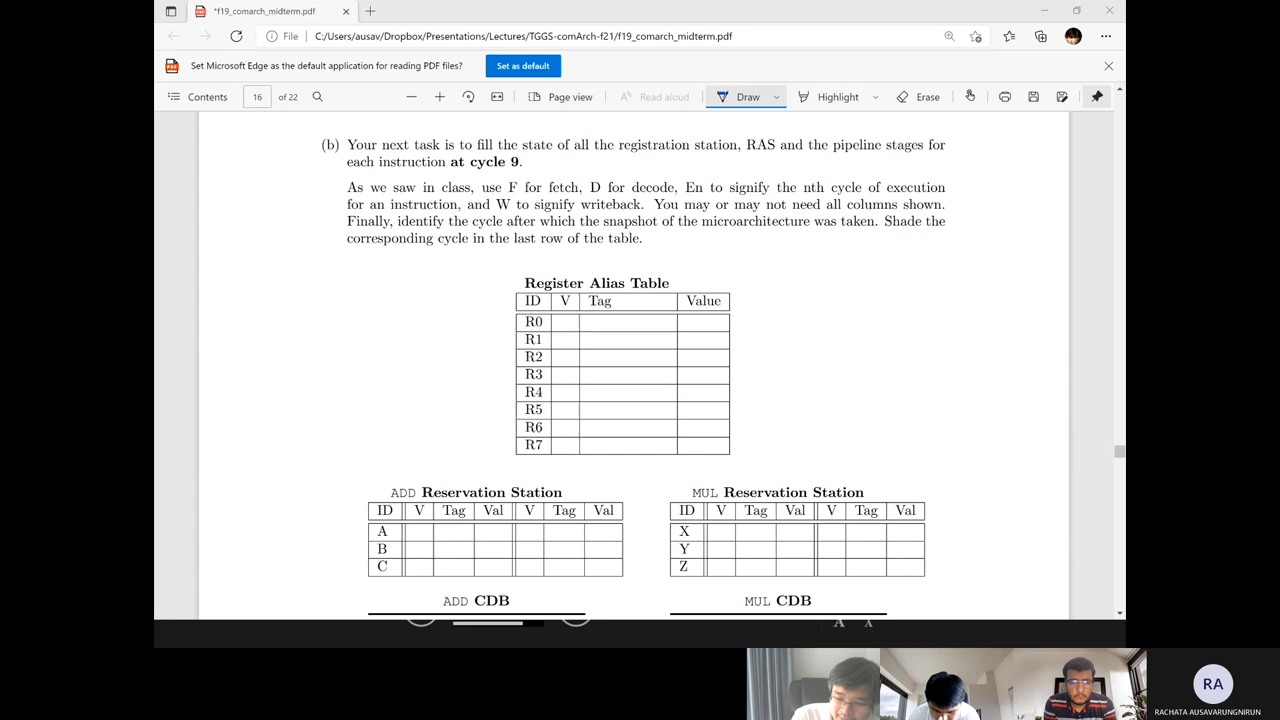 *f19_comarch_midterm.pdf
File
C:/Users/ausav/Dropbox/Presentations/Lectures/TGGS-comArch-f21/f19_comarch_midterm.pdf
Set Microsoft Edge as the default application for reading PDF files?
Set as default
Contents
16
of 22
Page view
Read aloud
Draw
Highlight
Erase
(b) Your next task is to fill the state of all the registration station, RAS and the pipeline stages for
each instruction at cycle 9.
As we saw in class, use F for fetch, D for decode, En to signify the nth cycle of execution
for an instruction, and W to signify writeback. You may or may not need all columns shown.
Finally, identify the cycle after which the snapshot of the microarchitecture was taken. Shade the
corresponding cycle in the last row of the table.
Register Alias Table
ID V Tag Value
R0
R1
R2
R3
R4
R5
R6
R7
ADD Reservation Station
ID V Tag Val V Tag Val
A
B
C
MUL Reservation Station
ID V Tag Val V Tag Val
X
Y
Z
ADD CDB
MUL CDB
RA
RACHATA AUSAVARUNGNIRUN